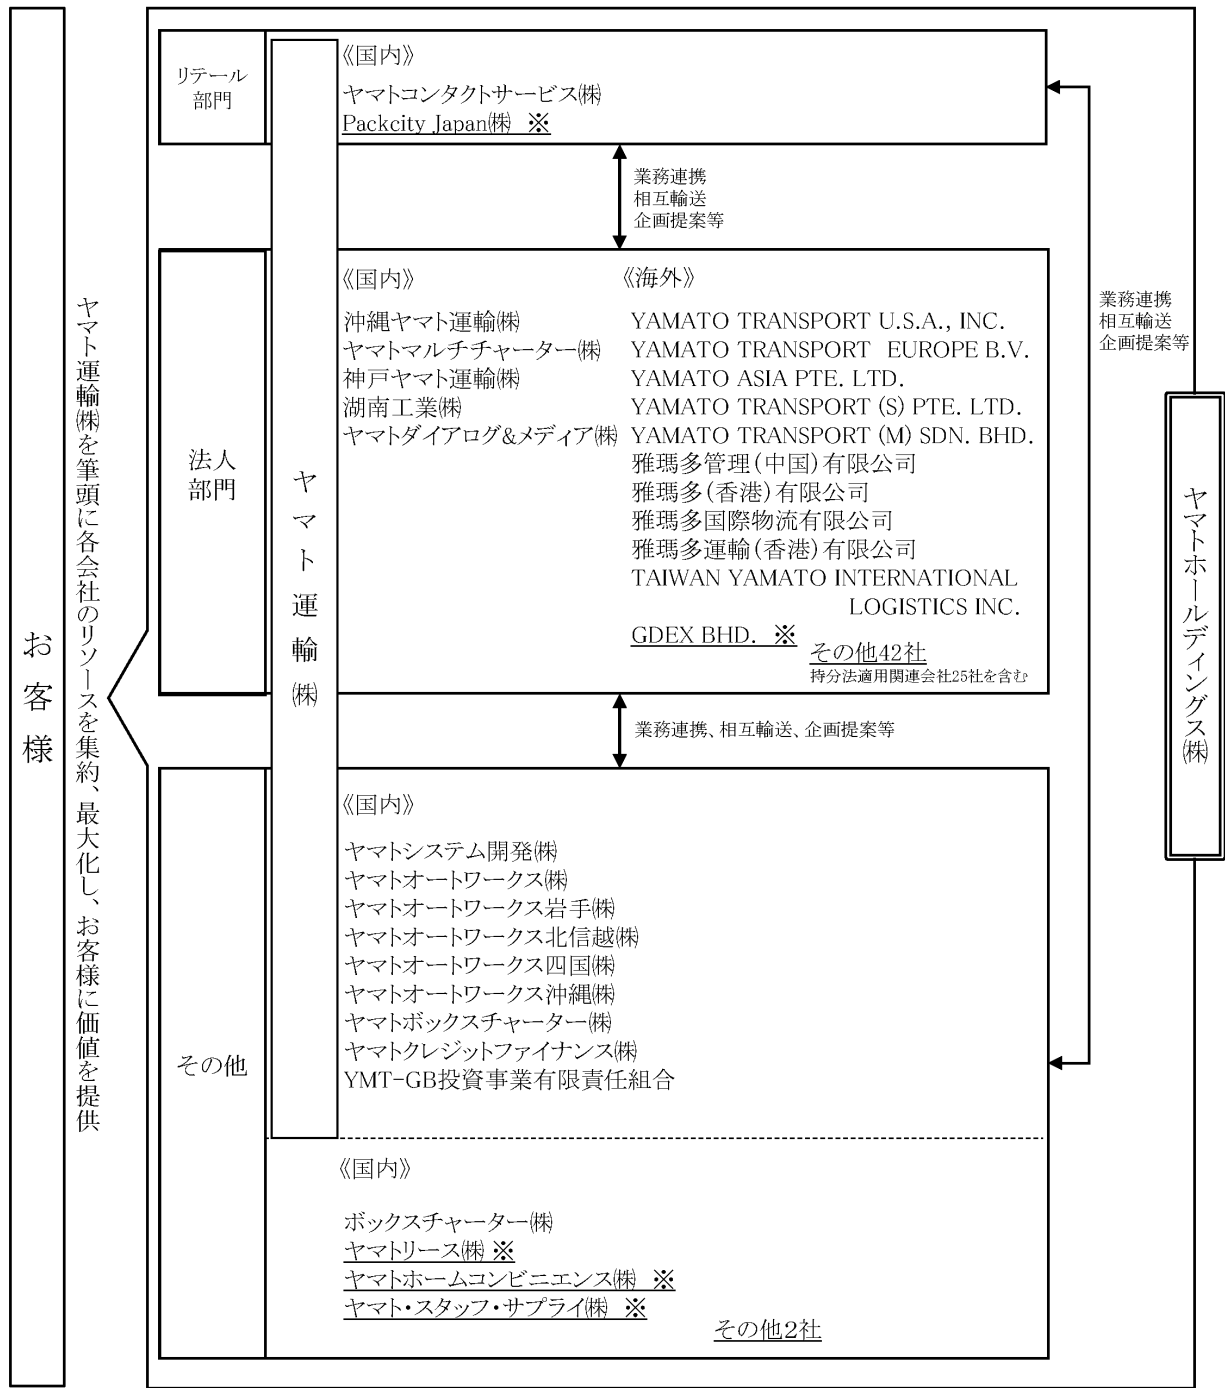 お客様
ヤマト運輸㈱を筆頭に各会社のリソースを集約、最大化し、お客様に価値を提供
リテール
部門
ヤマト運輸㈱
《国内》
ヤマトコンタクトサービス㈱
Packcity Japan㈱ ※
業務連携
相互輸送
企画提案等
法人
部門
《国内》
沖縄ヤマト運輸㈱
ヤマトマルチチャーター㈱
神戸ヤマト運輸㈱
湖南工業㈱
ヤマトダイアログ&メディア㈱
《海外》
YAMATO TRANSPORT U.S.A., INC.
YAMATO TRANSPORT EUROPE B.V.
YAMATO ASIA PTE. LTD.
YAMATO TRANSPORT (S) PTE. LTD.
YAMATO TRANSPORT (M) SDN. BHD.
雅瑪多管理(中国)有限公司
雅瑪多(香港)有限公司
雅瑪多国際物流有限公司
雅瑪多運輸(香港)有限公司
TAIWAN YAMATO INTERNATIONAL
LOGISTICS INC.
GDEX BHD. ※
その他42社
持分法適用関連会社25社を含む
業務連携、相互輸送、企画提案等
その他
《国内》
ヤマトシステム開発㈱
ヤマトオートワークス㈱
ヤマトオートワークス岩手㈱
ヤマトオートワークス北信越㈱
ヤマトオートワークス四国㈱
ヤマトオートワークス沖縄㈱
ヤマトボックスチャーター㈱
ヤマトクレジットファイナンス㈱
YMT-GB投資事業有限責任組合
《国内》
ボックスチャーター㈱
ヤマトリース㈱ ※
ヤマトホームコンビニエンス㈱ ※
ヤマト・スタッフ・サプライ㈱ ※
その他2社
業務連携
相互輸送
企画提案等
ヤマトホールディングス㈱